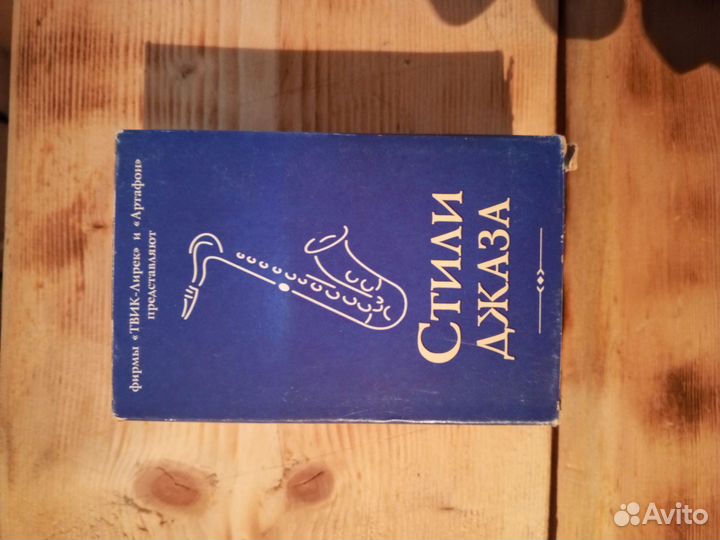 фирмы «ТВИК-Лирек» и «Артафон»
представляют
СТИЛИ
ДЖАЗА
Avito